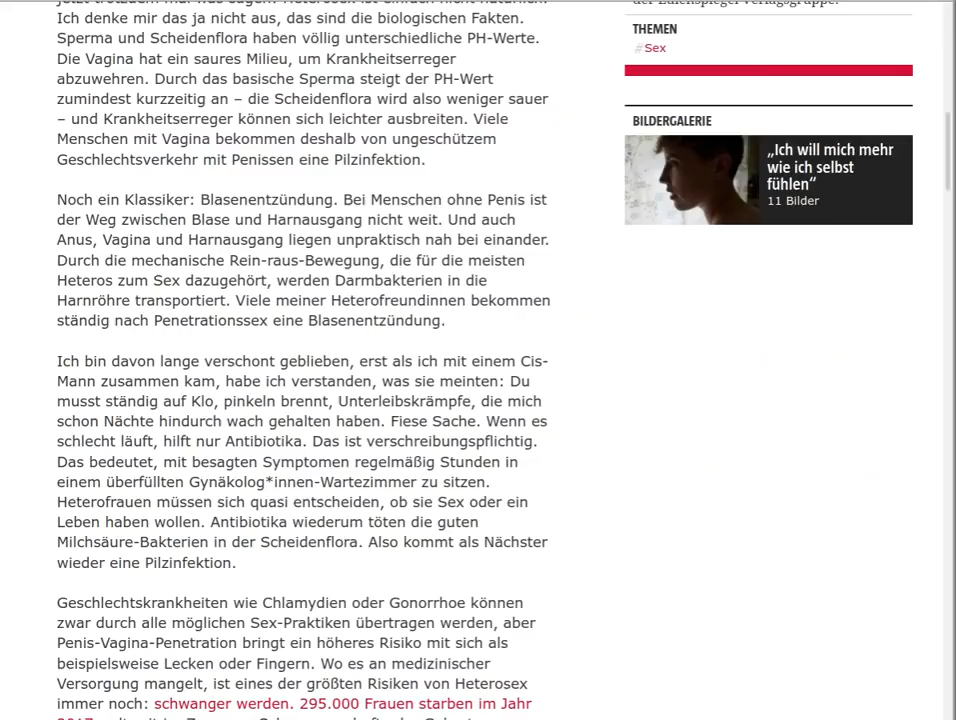 jetzt trotzdem mal was sagen: Heterosex ist einfach nicht natürlich.
Ich denke mir das ja nicht aus, das sind die biologischen Fakten.
Sperma und Scheidenflora haben völlig unterschiedliche PH-Werte.
Die Vagina hat ein saures Milieu, um Krankheitserreger
abzuwehren. Durch das basische Sperma steigt der PH-Wert
zumindest kurzzeitig an – die Scheidenflora wird also weniger sauer
– und Krankheitserreger können sich leichter ausbreiten. Viele
Menschen mit Vagina bekommen deshalb von ungeschütztem
Geschlechtsverkehr mit Penissen eine Pilzinfektion.
Noch ein Klassiker: Blasenentzündung. Bei Menschen ohne Penis ist
der Weg zwischen Blase und Harnausgang nicht weit. Und auch
Anus, Vagina und Harnausgang liegen unpraktisch nah bei einander.
Durch die mechanische Rein-raus-Bewegung, die für die meisten
Heteros zum Sex dazugehört, werden Darmbakterien in die
Harnröhre transportiert. Viele meiner Heterofreundinnen bekommen
ständig nach Penetrationssex eine Blasenentzündung.
Ich bin davon lange verschont geblieben, erst als ich mit einem Cis-
Mann zusammen kam, habe ich verstanden, was sie meinten: Du
musst ständig auf Klo, pinkeln brennt, Unterleibskrämpfe, die mich
schon Nächte hindurch wach gehalten haben. Fiese Sache. Wenn es
schlecht läuft, hilft nur Antibiotika. Das ist verschreibungspflichtig.
Das bedeutet, mit besagten Symptomen regelmäßig Stunden in
einem überfüllten Gynäkolog*innen-Wartezimmer zu sitzen.
Heterofrauen müssen sich quasi entscheiden, ob sie Sex oder ein
Leben haben wollen. Antibiotika wiederum töten die guten
Milchsäure-Bakterien in der Scheidenflora. Also kommt als Nächster
wieder eine Pilzinfektion.
Geschlechtskrankheiten wie Chlamydien oder Gonorrhoe können
zwar durch alle möglichen Sex-Praktiken übertragen werden, aber
Penis-Vagina-Penetration bringt ein höheres Risiko mit sich als
beispielsweise Lecken oder Fingern. Wo es an medizinischer
Versorgung mangelt, ist eines der größten Risiken von Heterosex
immer noch: schwanger werden. 295.000 Frauen starben im Jahr
der Eulenspiegel Verlagsgruppe.
THEMEN
#Sex
BILDERGALERIE
„Ich will mich mehr
wie ich selbst
fühlen“
11 Bilder